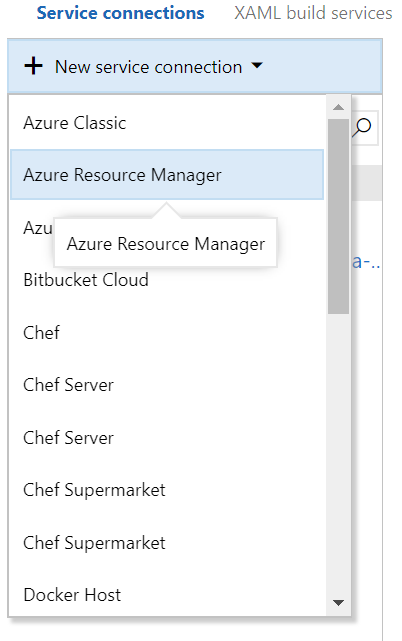 Service connections XAML build services
New service connection
Azure Classic
Azure Resource Manager
Azu
Azure Resource Manager
a-..
Bitbucket Cloud
Chef
Chef Server
Chef Server
Chef Supermarket
Chef Supermarket
Docker Host